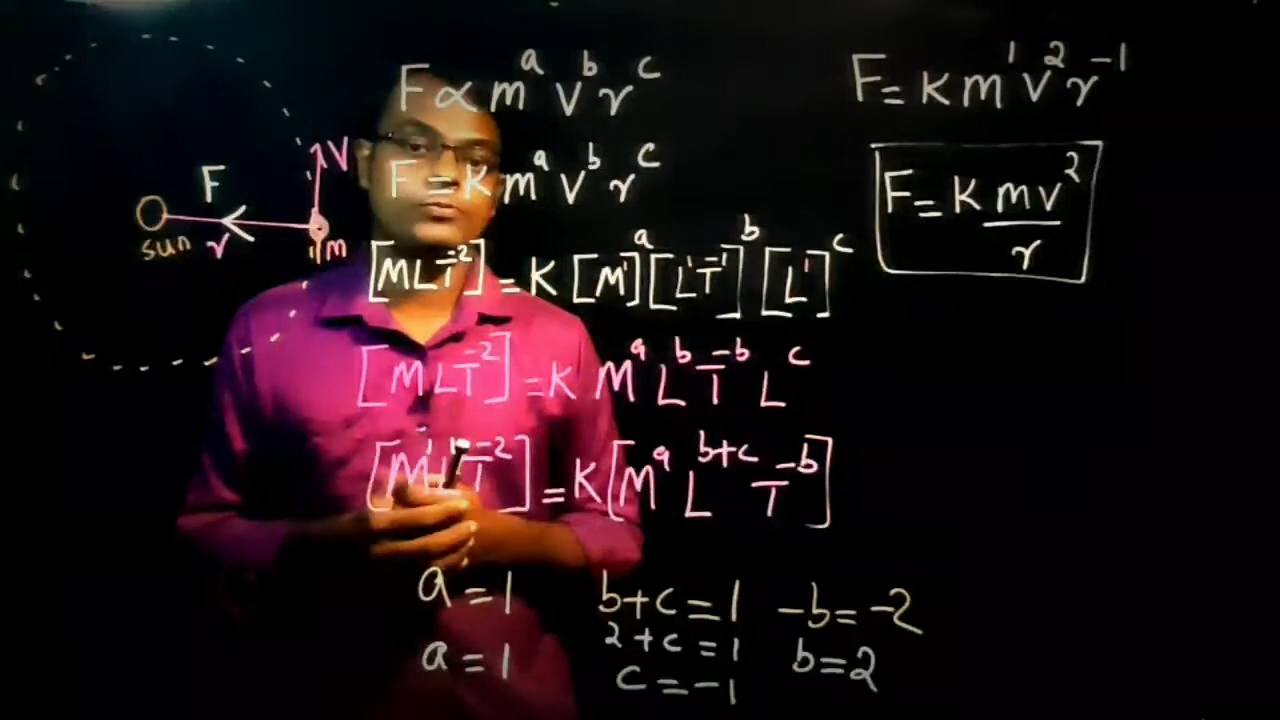 F ∝ m^a v^b r^c
F = K m^a v^b r^c
[MLT^-2] = K [M^1]^a [L^1T^-1]^b [L^1]^c
[MLT^-2] = K M^a L^b T^-b L^c
[M^1L^1T^-2] = K [M^a L^b+c T^-b]
a = 1
a = 1
b+c = 1
2+c = 1
c = -1
-b = -2
b = 2
F = K m^1 v^2 r^-1
F = K mv^2/r
V
F
sun
r
m